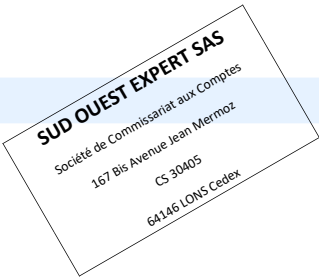 SUD OUEST EXPERT SAS
Société de Commissariat aux Comptes
167 Bis Avenue Jean Mermoz
CS 30405
64146 LONS Cedex